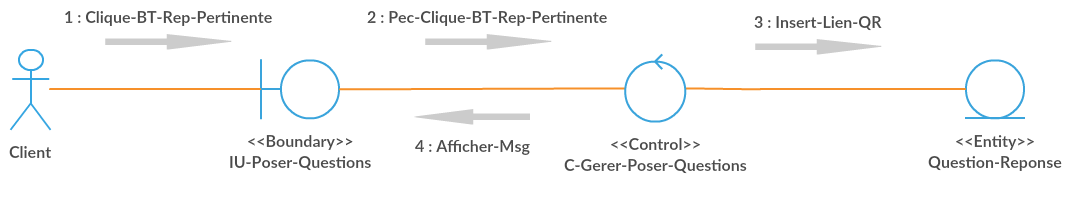 1 : Clique-BT-Rep-Pertinente
2 : Pec-Clique-BT-Rep-Pertinente
3 : Insert-Lien-QR
4 : Afficher-Msg
Client
<<Boundary>>
IU-Poser-Questions
<<Control>>
C-Gerer-Poser-Questions
<<Entity>>
Question-Reponse